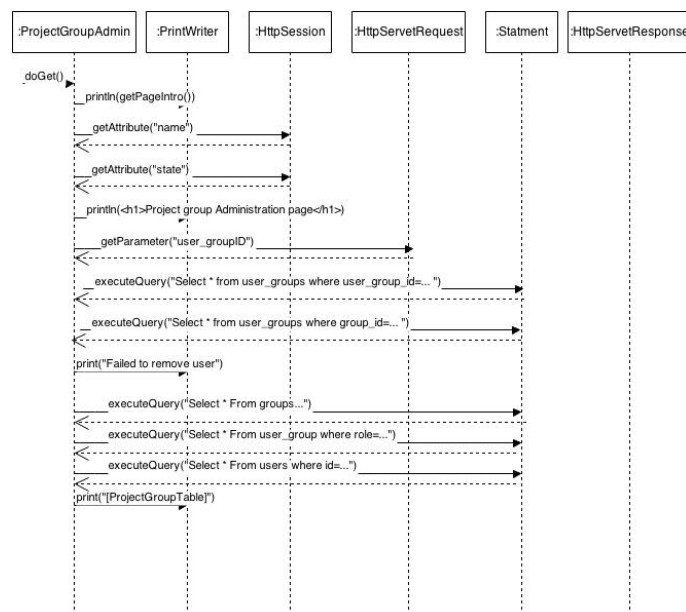 :ProjectGroupAdmin :PrintWriter :HttpSession :HttpServetRequest :Statment :HttpServetResponse
doGet()
println(getPageIntro())
getAttribute("name")
getAttribute("state")
println(<h1>Project group Administration page</h1>)
getParameter("user_groupID")
executeQuery("Select * from user_groups where user_group_id=... ")
executeQuery("Select * from user_groups where group_id=... ")
print("Failed to remove user")
executeQuery("Select * From groups...")
executeQuery("Select * From user_group where role=...")
executeQuery("Select * From users where id=...")
print("[ProjectGroupTable]")